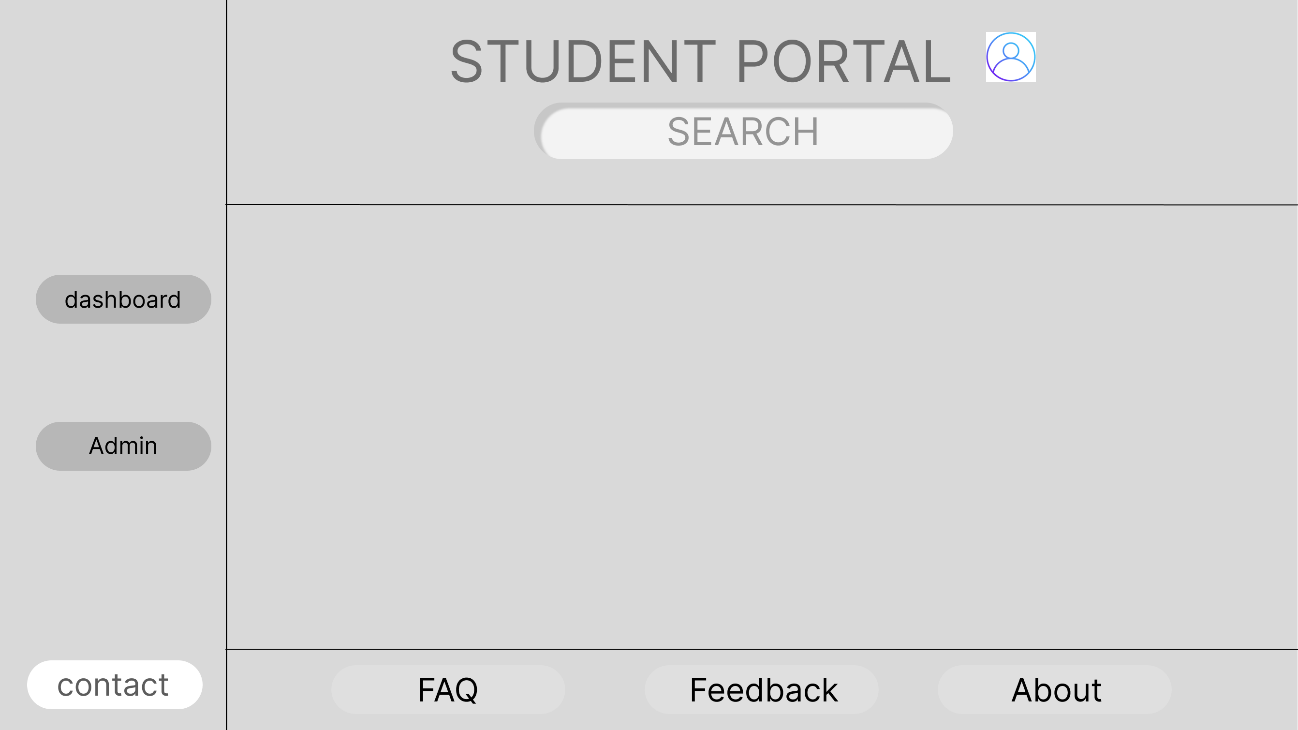 STUDENT PORTAL
SEARCH
dashboard
Admin
contact
FAQ
Feedback
About